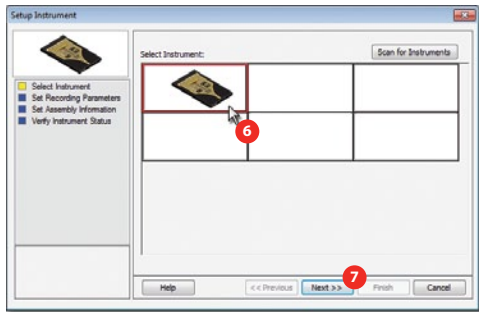 Setup Instrument
Select Instrument:
Scan for Instruments
Select Instrument
Set Recording Parameters
Set Assembly Information
Verify Instrument Status
6
7
Help
<< Previous
Next >>
Finish
Cancel